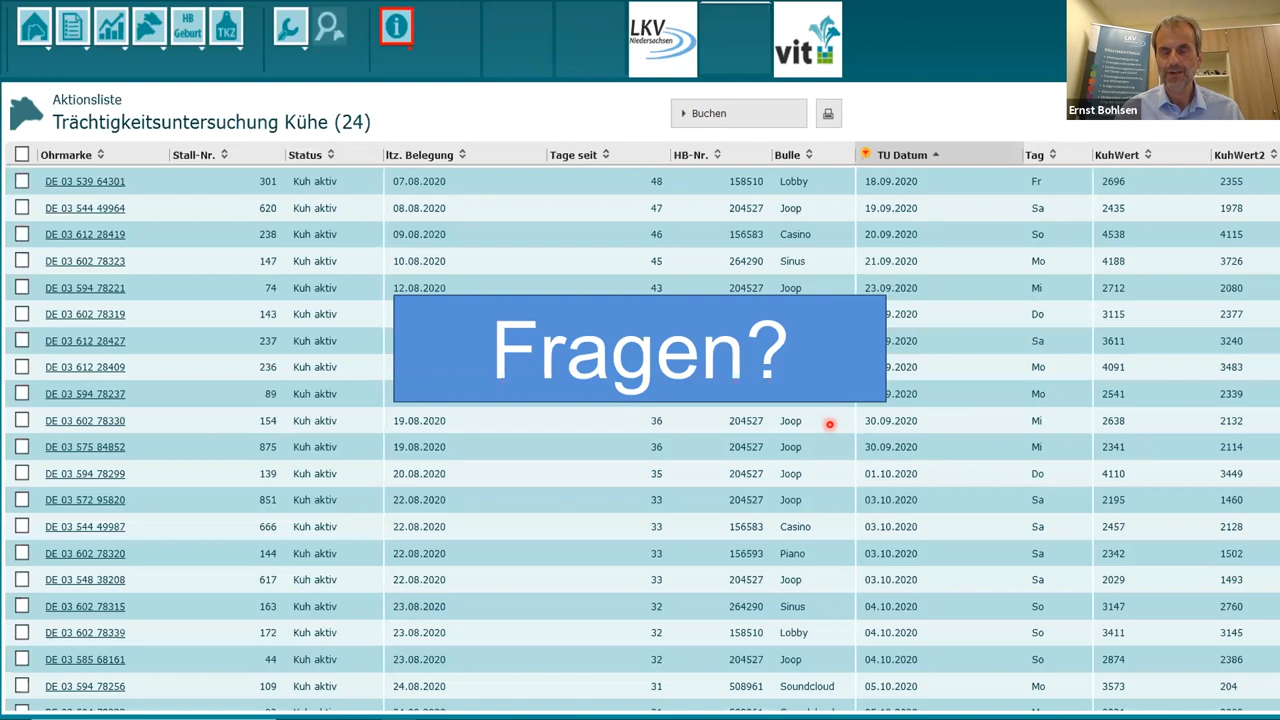 HB
Geburt
TKZ
LKV
Niedersachsen
vit
LKV
Ernst Bohlsen
Aktionsliste
Trächtigkeitsuntersuchung Kühe (24)
Buchen
Ohrmarke Stall-Nr. Status ltz. Belegung Tage seit HB-Nr. Bulle TU Datum Tag KuhWert KuhWert2
DE 03 539 64301 301 Kuh aktiv 07.08.2020 48 158510 Lobby 18.09.2020 Fr 2696 2355
DE 03 544 49964 620 Kuh aktiv 08.08.2020 47 204527 Joop 19.09.2020 Sa 2435 1978
DE 03 612 28419 238 Kuh aktiv 09.08.2020 46 156583 Casino 20.09.2020 So 4538 4115
DE 03 602 78323 147 Kuh aktiv 10.08.2020 45 264290 Sinus 21.09.2020 Mo 4188 3726
DE 03 594 78221 74 Kuh aktiv 12.08.2020 43 204527 Joop 23.09.2020 Mi 2712 2080
DE 03 602 78319 143 Kuh aktiv .09.2020 Do 3115 2377
DE 03 612 28427 237 Kuh aktiv .09.2020 Sa 3611 3240
DE 03 612 28409 236 Kuh aktiv .09.2020 Mo 4091 3483
DE 03 594 78237 89 Kuh aktiv .09.2020 Mo 2541 2339
Fragen?
DE 03 602 78330 154 Kuh aktiv 19.08.2020 36 204527 Joop 30.09.2020 Mi 2638 2132
DE 03 575 84852 875 Kuh aktiv 19.08.2020 36 204527 Joop 30.09.2020 Mi 2341 2114
DE 03 594 78299 139 Kuh aktiv 20.08.2020 35 204527 Joop 01.10.2020 Do 4110 3449
DE 03 572 95820 851 Kuh aktiv 22.08.2020 33 204527 Joop 03.10.2020 Sa 2195 1460
DE 03 544 49987 666 Kuh aktiv 22.08.2020 33 156583 Casino 03.10.2020 Sa 2457 2128
DE 03 602 78320 144 Kuh aktiv 22.08.2020 33 156593 Piano 03.10.2020 Sa 2342 1502
DE 03 548 38208 617 Kuh aktiv 22.08.2020 33 204527 Joop 03.10.2020 Sa 2029 1493
DE 03 602 78315 163 Kuh aktiv 23.08.2020 32 264290 Sinus 04.10.2020 So 3147 2760
DE 03 602 78339 172 Kuh aktiv 23.08.2020 32 158510 Lobby 04.10.2020 So 3411 3145
DE 03 585 68161 44 Kuh aktiv 23.08.2020 32 204527 Joop 04.10.2020 So 2874 2386
DE 03 594 78256 109 Kuh aktiv 24.08.2020 31 508961 Soundcloud 05.10.2020 Mo 3573 204